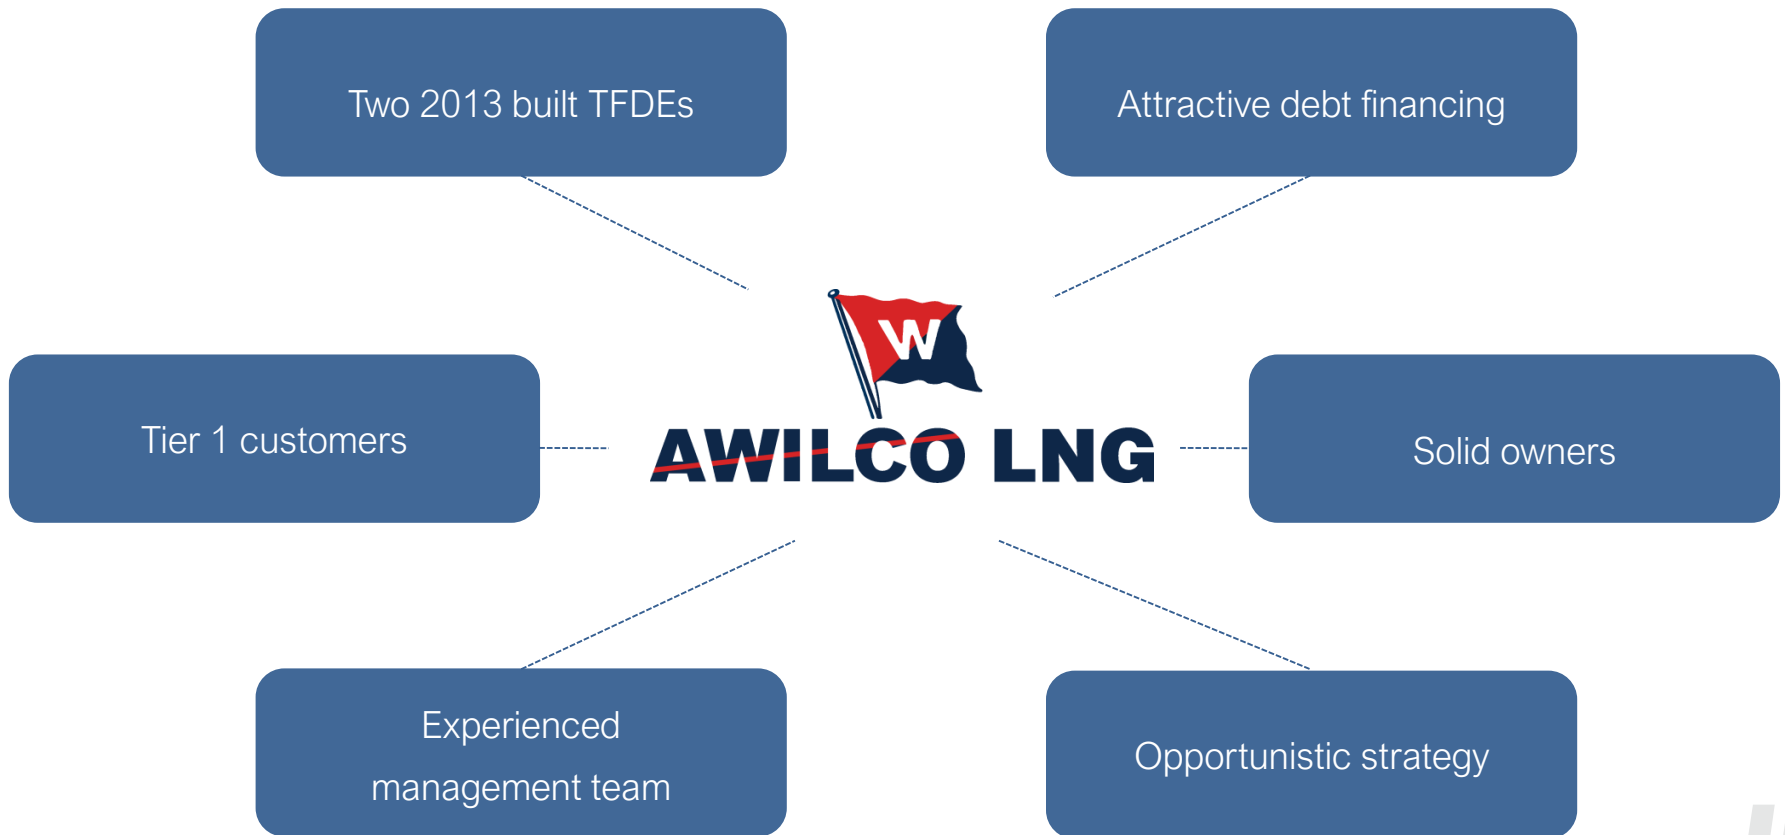 Two 2013 built TFDEs
Attractive debt financing
W
AWILCO LNG
Tier 1 customers
Solid owners
Experienced
management team
Opportunistic strategy